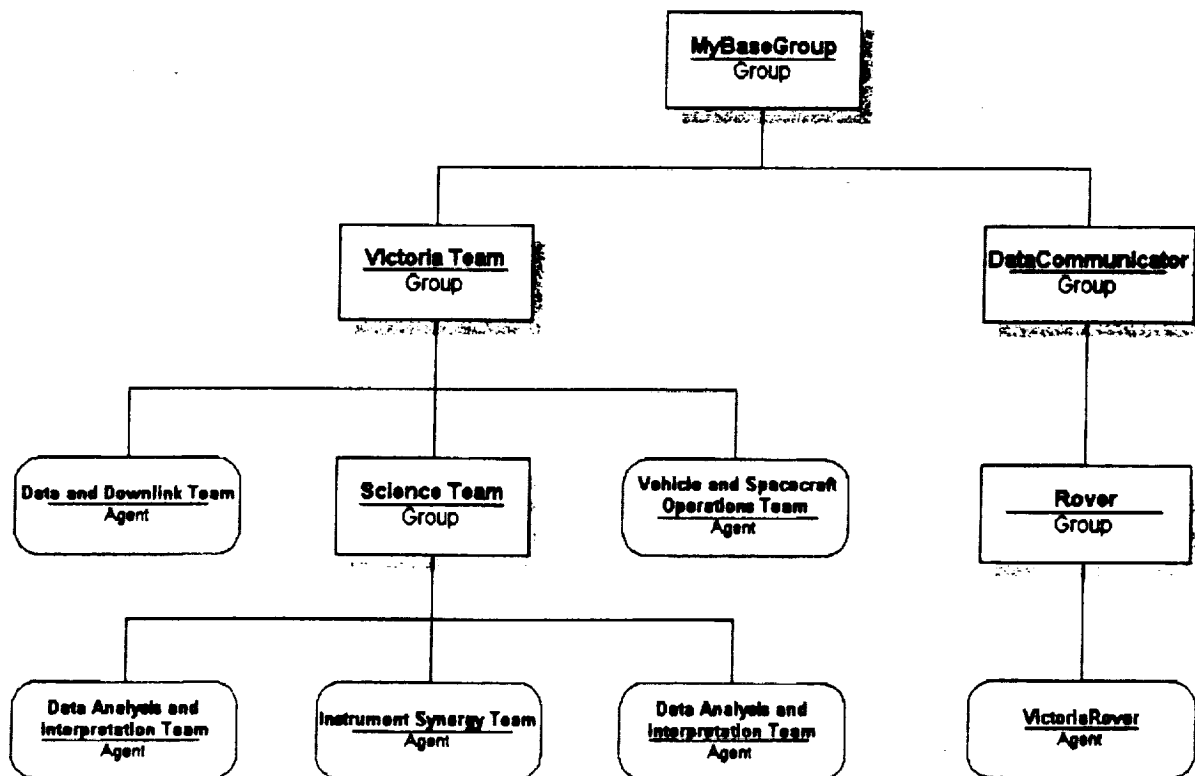 MyBaseGroup
Group
Victoria Team
Group
DataCommunicator
Group
Data and Downlink Team
Agent
Science Team
Group
Vehicle and Spacecraft
Operations Team
Agent
Rover
Group
Data Analysis and
Interpretation Team
Agent
Instrument Synergy Team
Agent
Data Analysis and
Interpretation Team
Agent
VictoriaRover
Agent